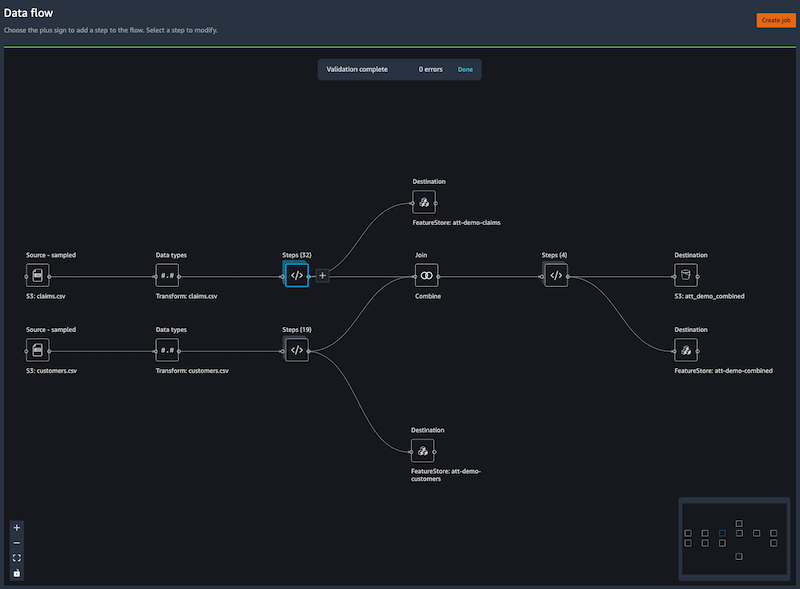 Data flow
Choose the plus sign to add a step to the flow. Select a step to modify.
Create job
Validation complete 0 errors Done
Destination
FeatureStore: att-demo-claims
Source - sampled Data types Steps (32) Join Steps (4) Destination
S3: claims.csv Transform: claims.csv Combine S3: att_demo_combined
Source - sampled Data types Steps (19) Destination
S3: customers.csv Transform: customers.csv FeatureStore: att-demo-combined
Destination
FeatureStore: att-demo-
customers